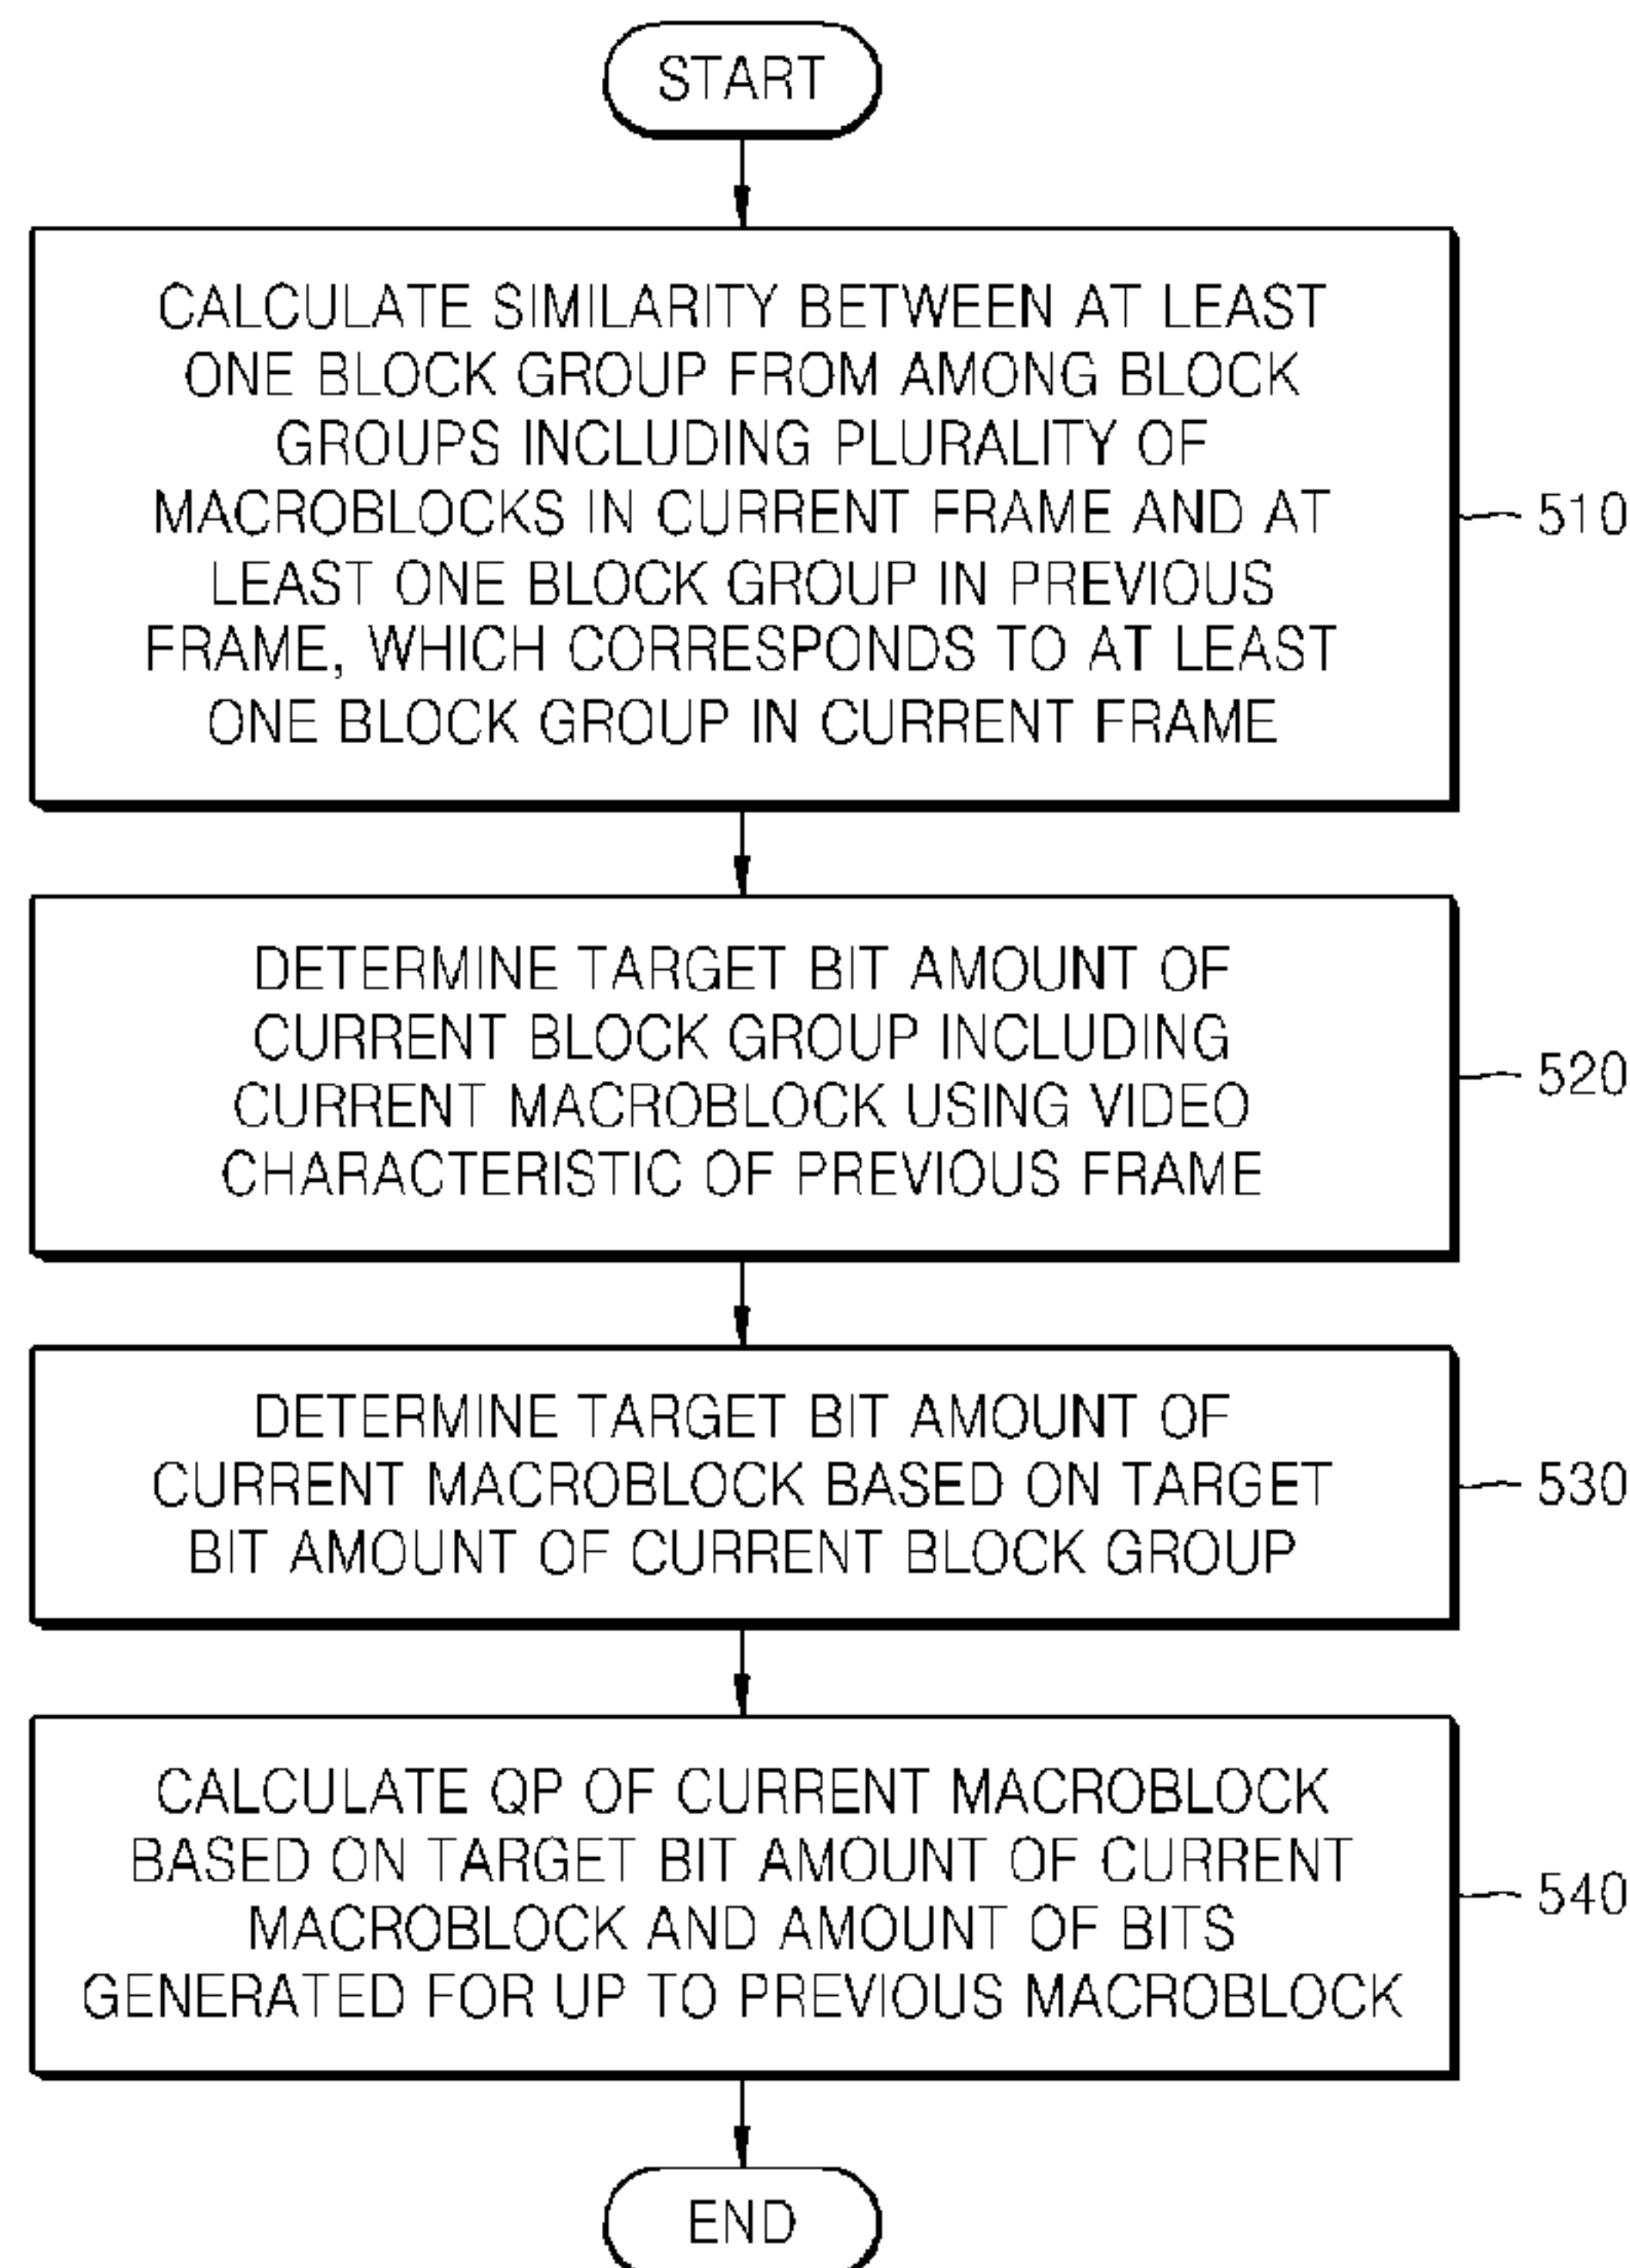 START
CALCULATE SIMILARITY BETWEEN AT LEAST
ONE BLOCK GROUP FROM AMONG BLOCK
GROUPS INCLUDING PLURALITY OF
MACROBLOCKS IN CURRENT FRAME AND AT
LEAST ONE BLOCK GROUP IN PREVIOUS
FRAME, WHICH CORRESPONDS TO AT LEAST
ONE BLOCK GROUP IN CURRENT FRAME
510
DETERMINE TARGET BIT AMOUNT OF
CURRENT BLOCK GROUP INCLUDING
CURRENT MACROBLOCK USING VIDEO
CHARACTERISTIC OF PREVIOUS FRAME
520
DETERMINE TARGET BIT AMOUNT OF
CURRENT MACROBLOCK BASED ON TARGET
BIT AMOUNT OF CURRENT BLOCK GROUP
530
CALCULATE QP OF CURRENT MACROBLOCK
BASED ON TARGET BIT AMOUNT OF CURRENT
MACROBLOCK AND AMOUNT OF BITS
GENERATED FOR UP TO PREVIOUS MACROBLOCK
540
END